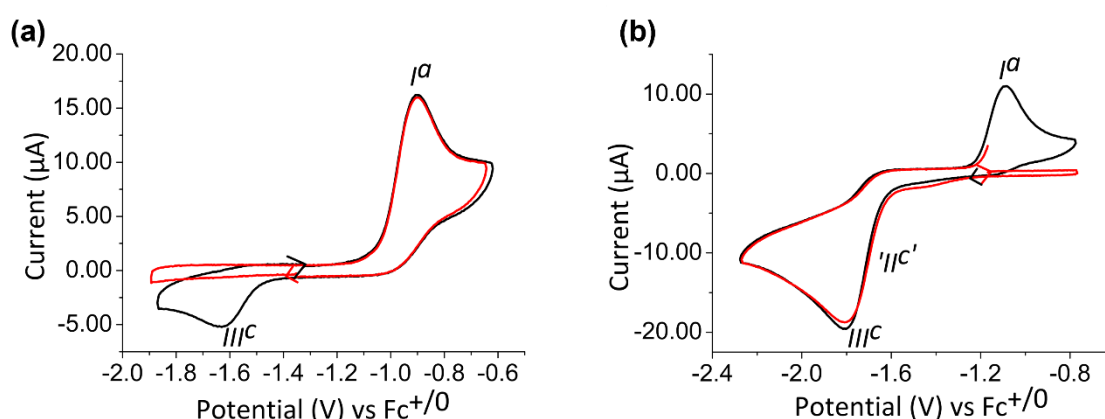 (a)
20.00
15.00
10.00
5.00
0.00
-5.00
Current (µA)
Iᵃ
IIIᶜ
-2.0 -1.8 -1.6 -1.4 -1.2 -1.0 -0.8 -0.6
Potential (V) vs Fc⁺/⁰
(b)
10.00
0.00
-10.00
-20.00
Current (µA)
Iᵃ
'IIᶜ'
IIIᶜ
-2.4 -2.0 -1.6 -1.2 -0.8
Potential (V) vs Fc⁺/⁰